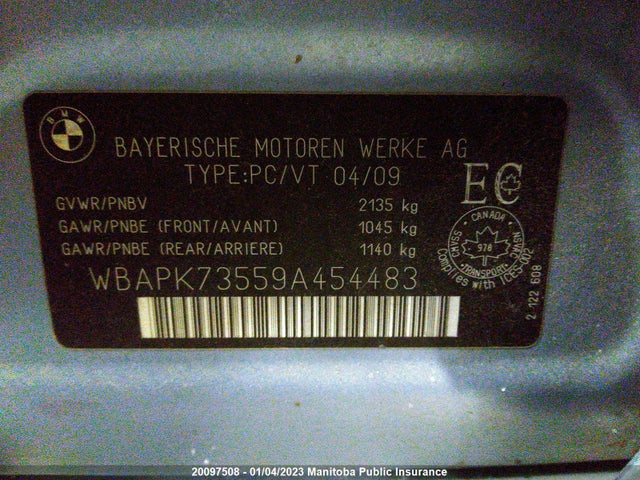 BMW
BAYERISCHE MOTOREN WERKE AG
TYPE:PC/VT 04/09
GVWR/PNBV 2135 kg
GAWR/PNBE (FRONT/AVANT) 1045 kg
GAWR/PNBE (REAR/ARRIERE) 1140 kg
WBAPK73559A454483
EC
CANADA
978
TRANSPORT
Complies with ICES-002
2 122 608
20097508 - 01/04/2023 Manitoba Public Insurance